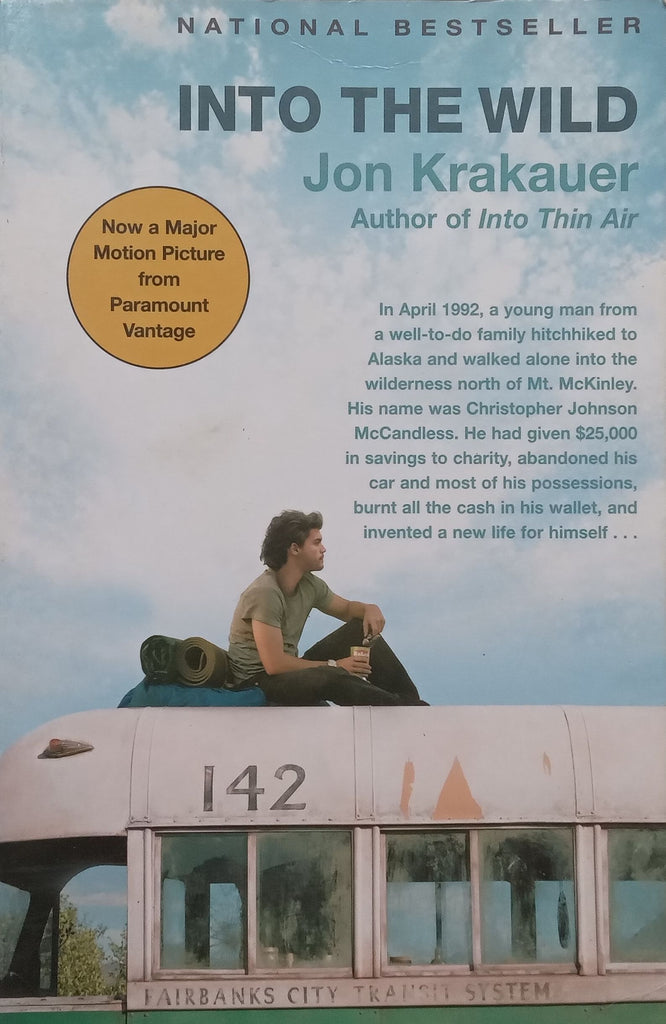 NATIONAL BESTSELLER
INTO THE WILD
Jon Krakauer
Author of Into Thin Air
Now a Major
Motion Picture
from
Paramount
Vantage
In April 1992, a young man from
a well-to-do family hitchhiked to
Alaska and walked alone into the
wilderness north of Mt. McKinley.
His name was Christopher Johnson
McCandless. He had given $25,000
in savings to charity, abandoned his
car and most of his possessions,
burnt all the cash in his wallet, and
invented a new life for himself . . .
142
FAIRBANKS CITY TRANSIT SYSTEM